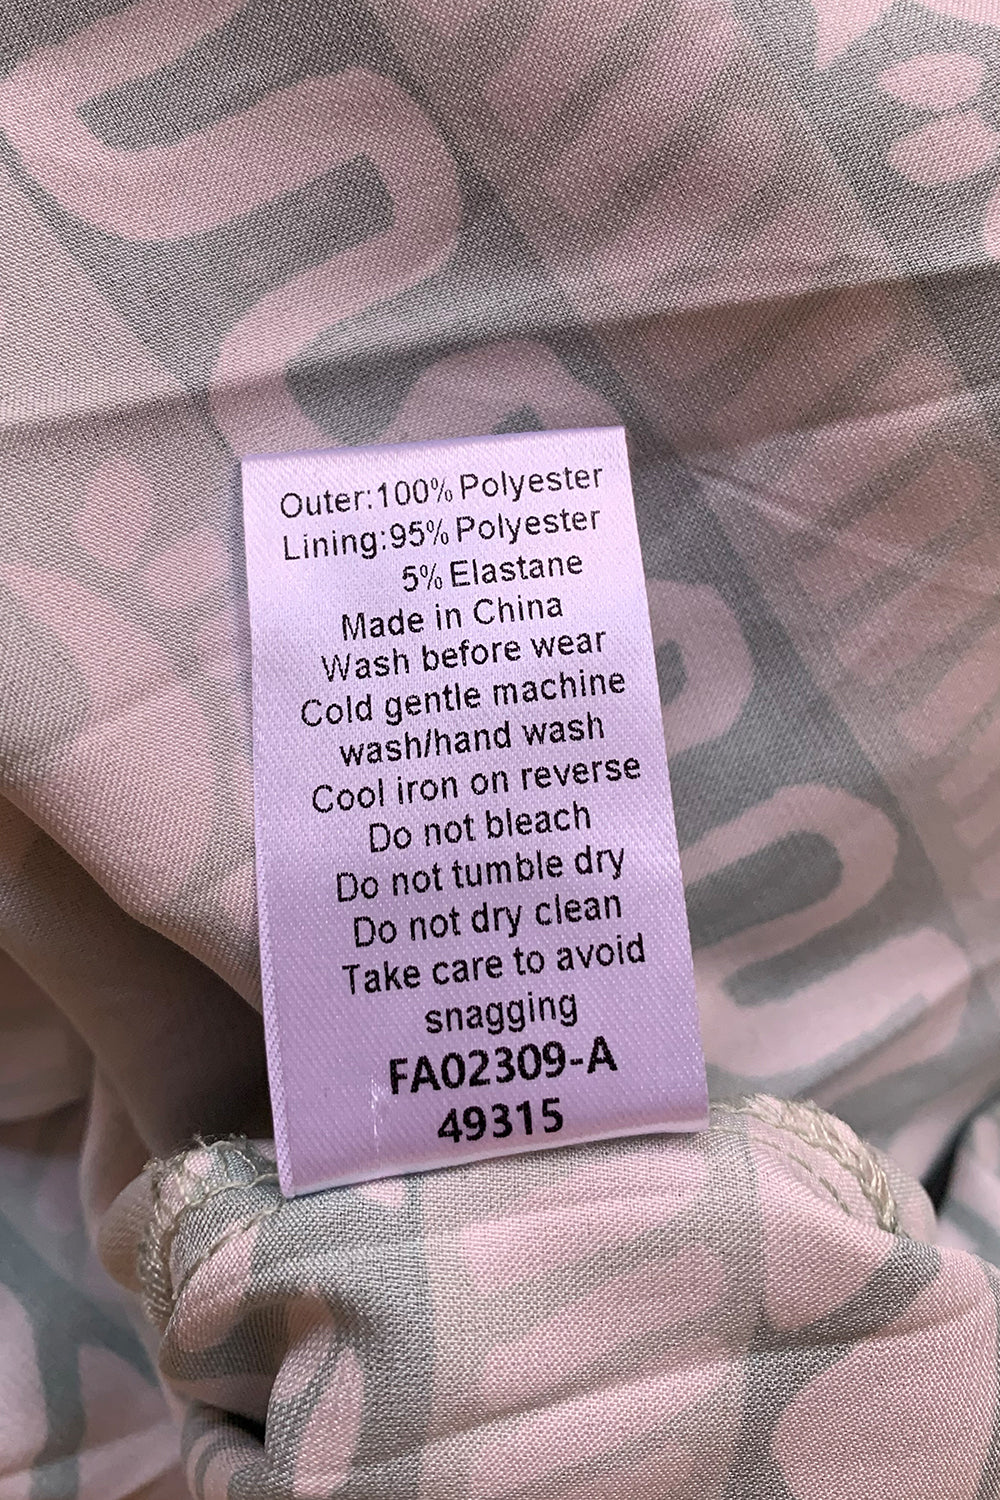 Outer:100% Polyester
Lining:95% Polyester
5% Elastane
Made in China
Wash before wear
Cold gentle machine
wash/hand wash
Cool iron on reverse
Do not bleach
Do not tumble dry
Do not dry clean
Take care to avoid
snagging
FA02309-A
49315